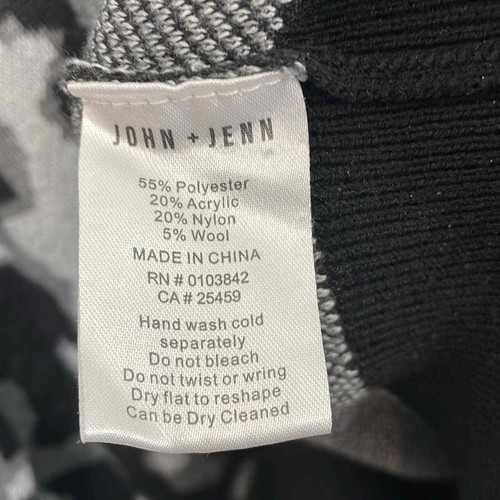 JOHN + JENN
55% Polyester
20% Acrylic
20% Nylon
5% Wool
MADE IN CHINA
RN # 0103842
CA # 25459
Hand wash cold
separately
Do not bleach
Do not twist or wring
Dry flat to reshape
Can be Dry Cleaned